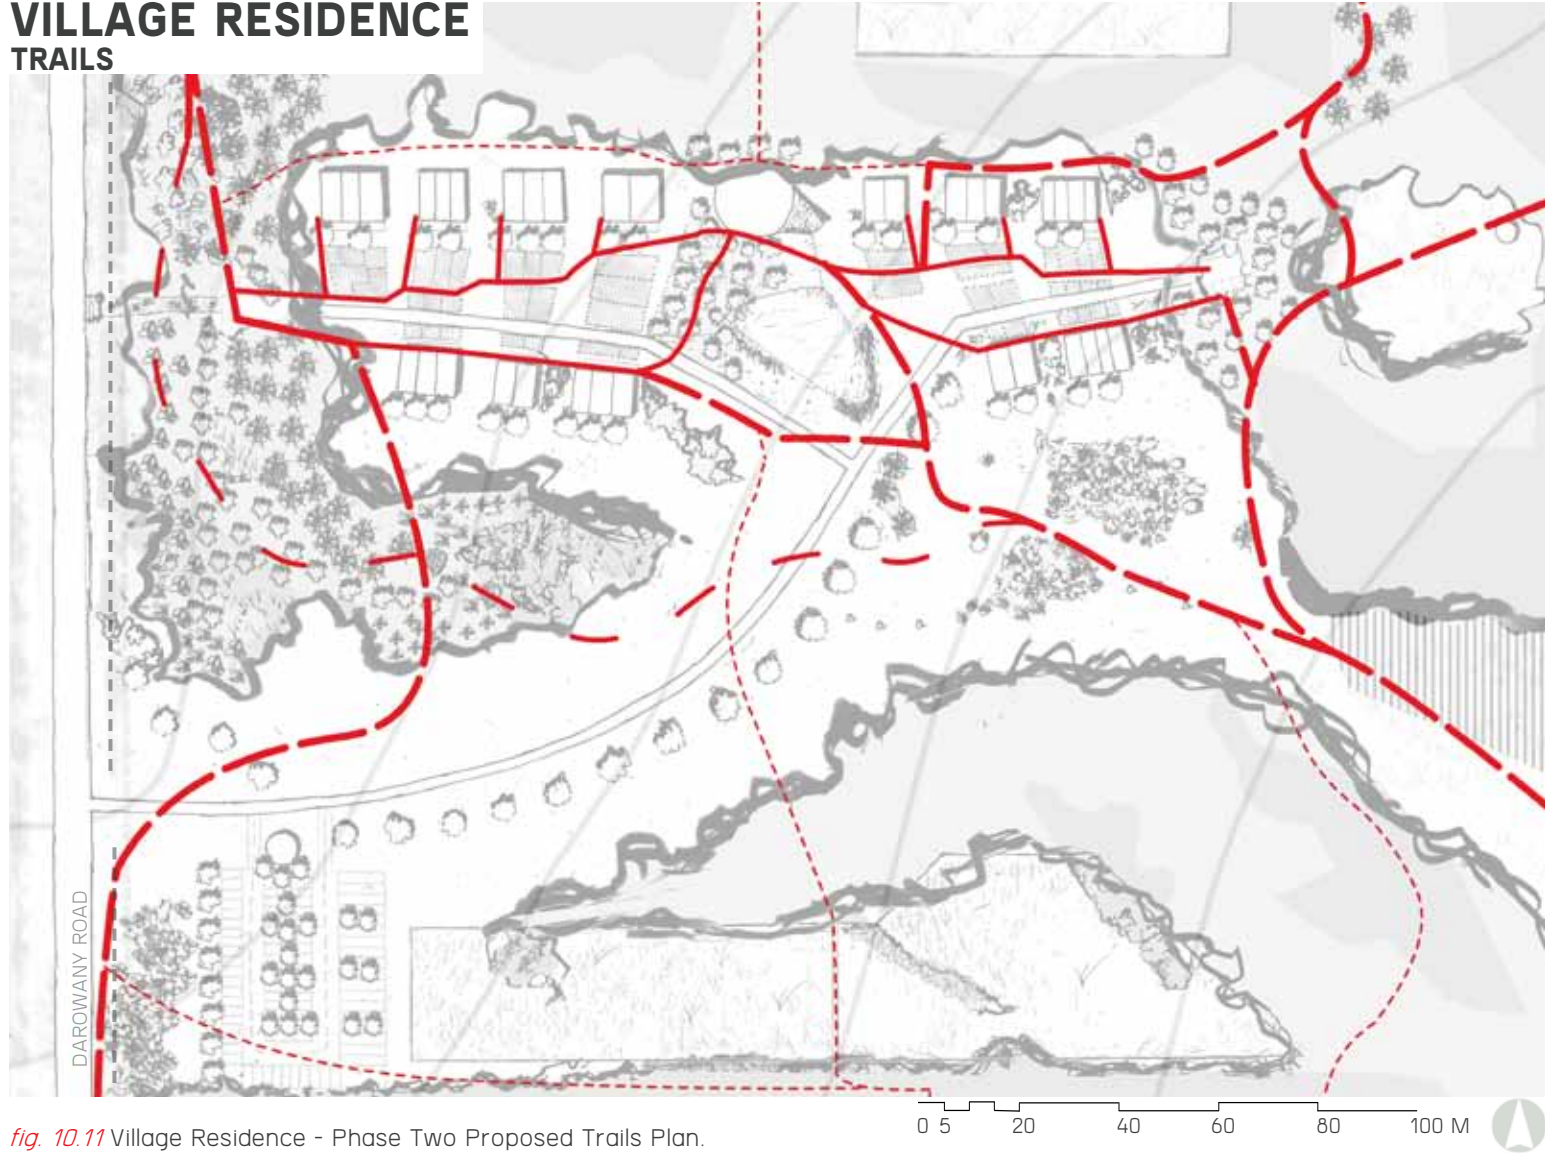 VILLAGE RESIDENCE
TRAILS
DAROWANY ROAD
fig. 10.11 Village Residence - Phase Two Proposed Trails Plan.
0 5 20 40 60 80 100 M